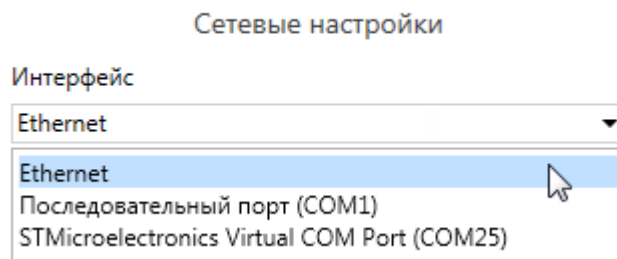 Сетевые настройки
Интерфейс
Ethernet
Ethernet
Последовательный порт (COM1)
STMicroelectronics Virtual COM Port (COM25)